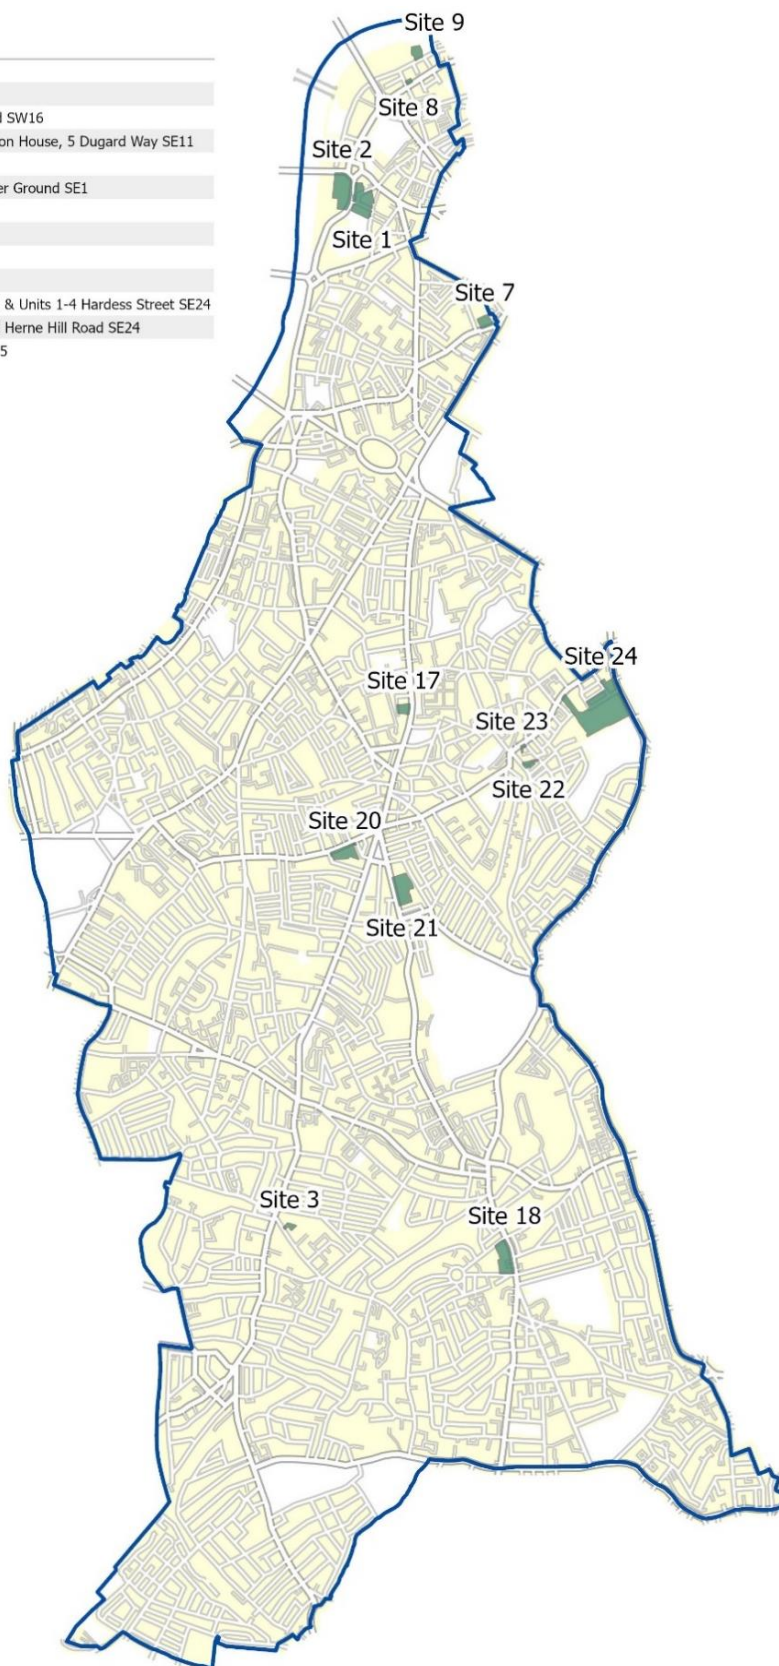 SW16
on House, 5 Dugard Way SE11
er Ground SE1
& Units 1-4 Hardess Street SE24
Herne Hill Road SE24
5
Site 9
Site 8
Site 2
Site 1
Site 7
Site 24
Site 17
Site 23
Site 22
Site 20
Site 21
Site 3
Site 18